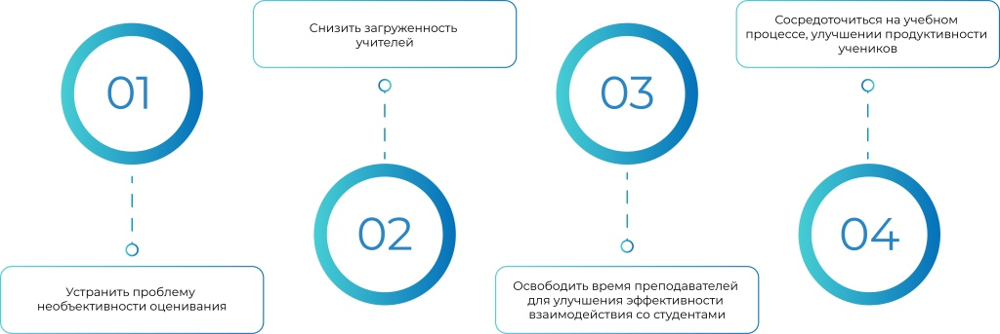 01
Устранить проблему
необъективности оценивания
Снизить загруженность
учителей
02
03
Освободить время преподавателей
для улучшения эффективности
взаимодействия со студентами
Сосредоточиться на учебном
процессе, улучшении продуктивности
учеников
04